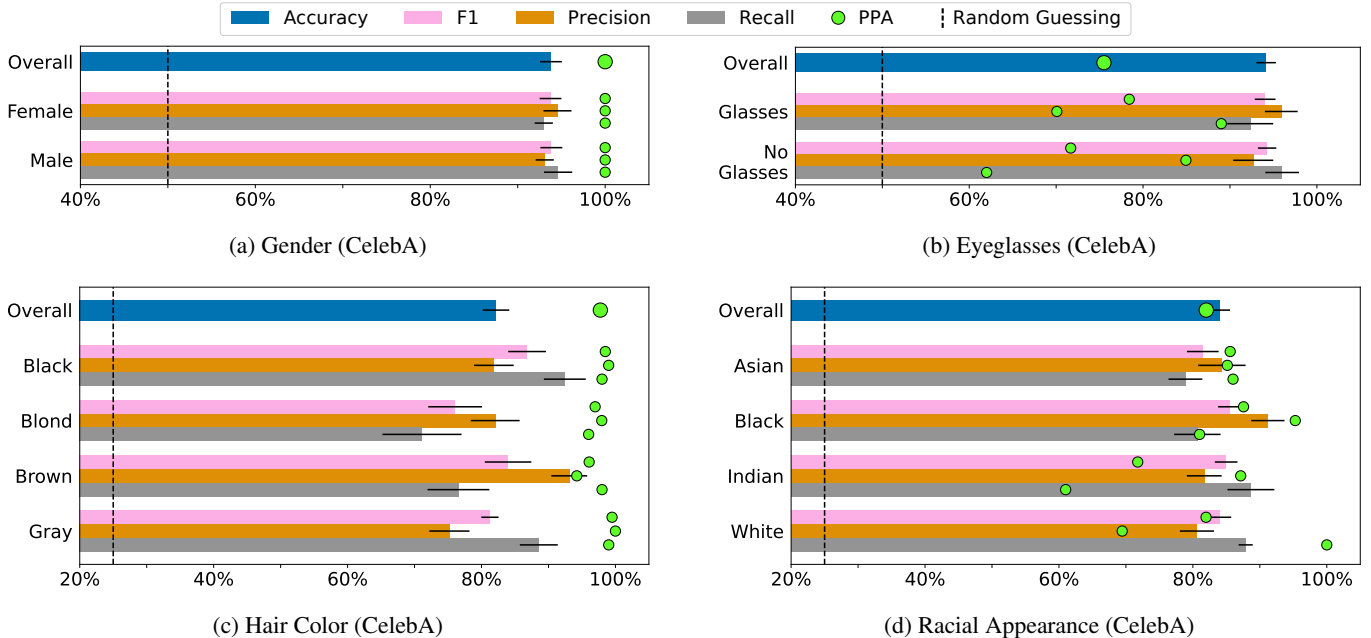 Accuracy F1 Precision Recall PPA Random Guessing
Overall
Female
Male
40% 60% 80% 100%
(a) Gender (CelebA)
Overall
Glasses
No
Glasses
40% 60% 80% 100%
(b) Eyeglasses (CelebA)
Overall
Black
Blond
Brown
Gray
20% 40% 60% 80% 100%
(c) Hair Color (CelebA)
Overall
Asian
Black
Indian
White
20% 40% 60% 80% 100%
(d) Racial Appearance (CelebA)